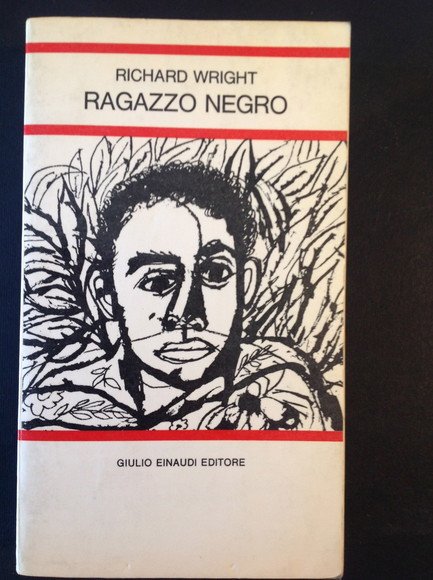 RICHARD WRIGHT
RAGAZZO NEGRO
GIULIO EINAUDI EDITORE